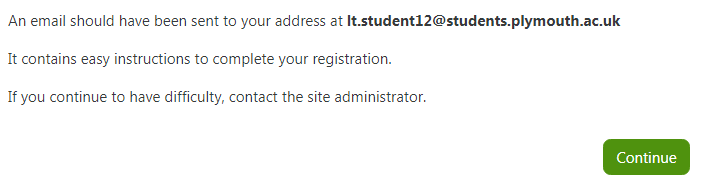 An email should have been sent to your address at lt.student12@students.plymouth.ac.uk
It contains easy instructions to complete your registration.
If you continue to have difficulty, contact the site administrator.
Continue